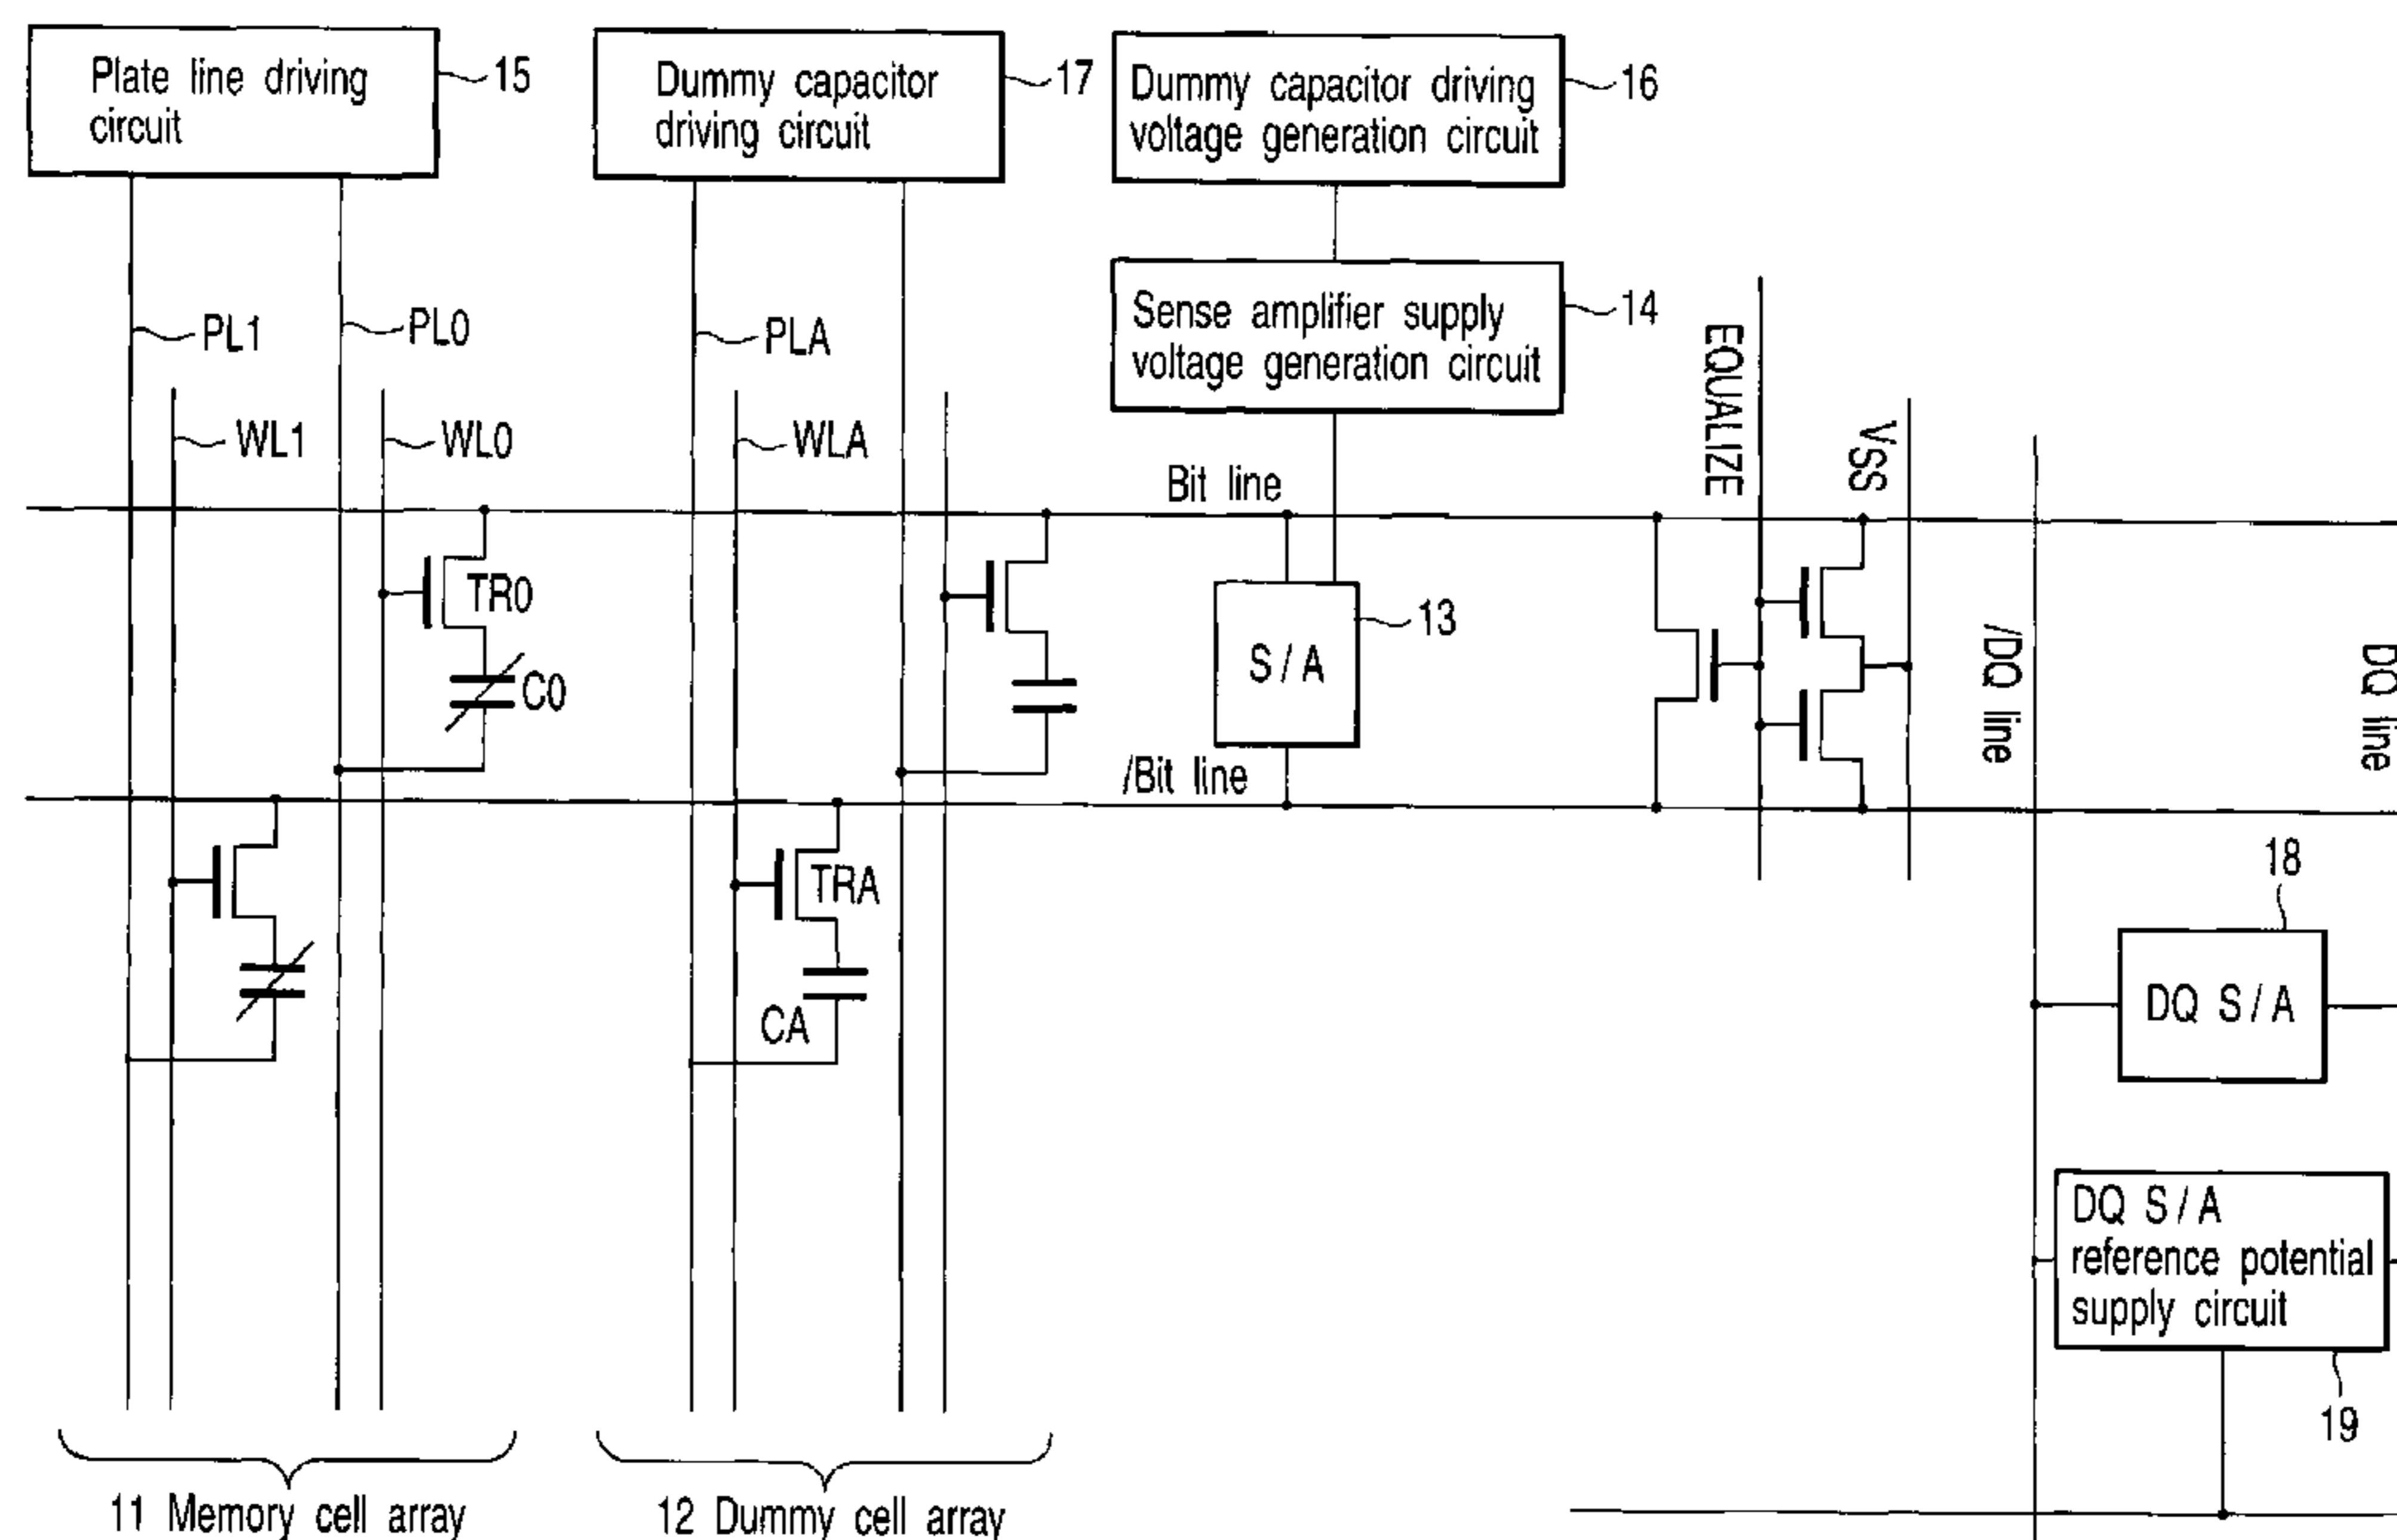 Plate line driving
circuit
15
Dummy capacitor
driving circuit
17
Dummy capacitor driving
voltage generation circuit
16
Sense amplifier supply
voltage generation circuit
14
PL1
PL0
PLA
WL1
WL0
WLA
EQUALIZE
VSS
Bit line
TR0
C0
S/A
13
/DQ line
DQ line
/Bit line
TRA
CA
18
DQ S/A
DQ S/A
reference potential
supply circuit
19
11 Memory cell array
12 Dummy cell array